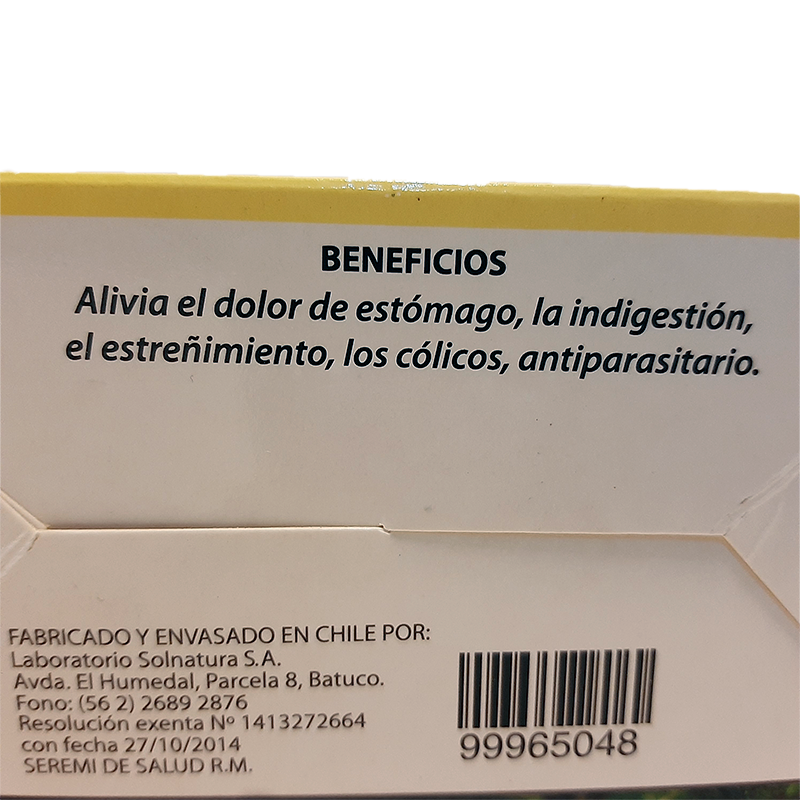 BENEFICIOS
Alivia el dolor de estómago, la indigestión,
el estreñimiento, los cólicos, antiparasitario.
FABRICADO Y ENVASADO EN CHILE POR:
Laboratorio Solnatura S.A.
Avda. El Humedal, Parcela 8, Batuco.
Fono: (56 2) 2689 2876
Resolución exenta Nº 1413272664
con fecha 27/10/2014
SEREMI DE SALUD R.M.
99965048